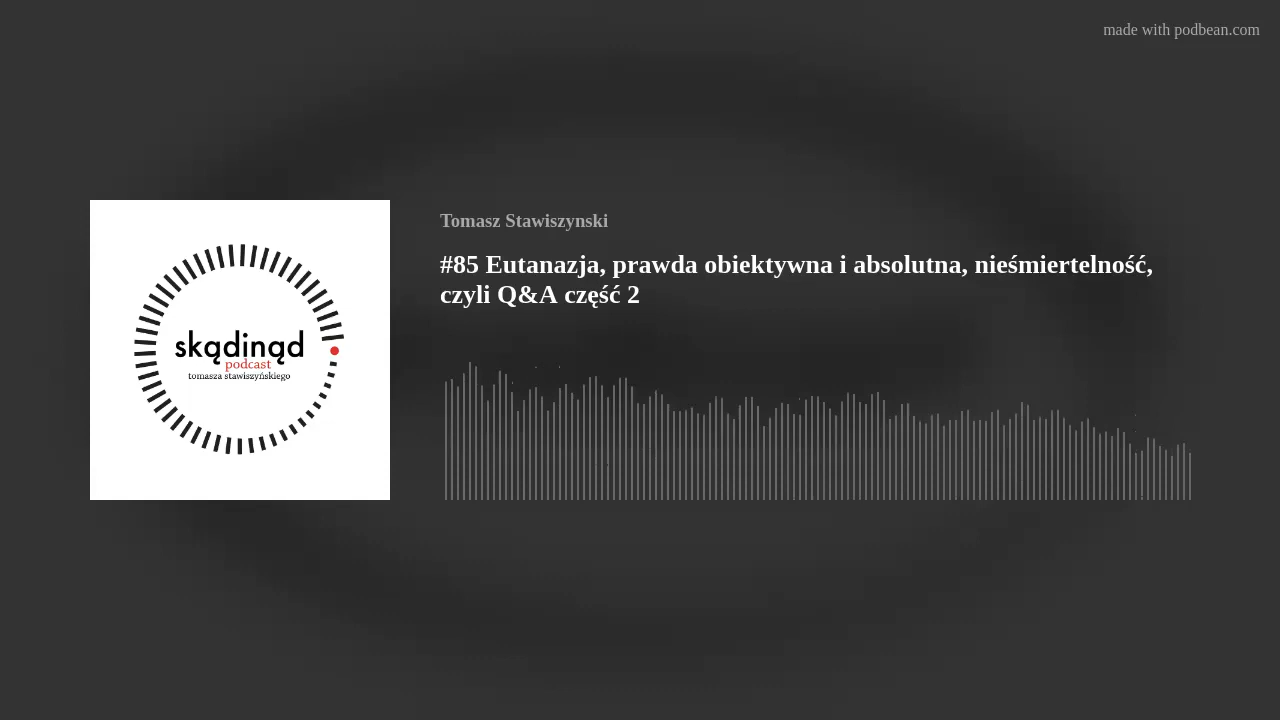 made with podbean.com
Tomasz Stawiszynski
#85 Eutanazja, prawda obiektywna i absolutna, nieśmiertelność,
czyli Q&A część 2
skądinąd
podcast
tomasza stawiszyńskiego